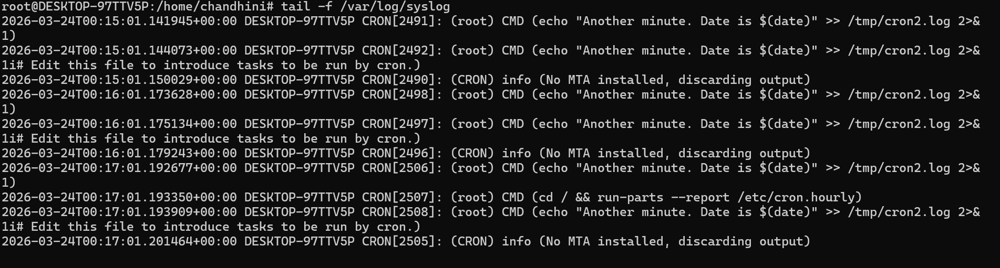 root@DESKTOP-97TTV5P:/home/chandhini# tail -f /var/log/syslog
2026-03-24T00:15:01.141945+00:00 DESKTOP-97TTV5P CRON[2491]: (root) CMD (echo "Another minute. Date is $(date)" >> /tmp/cron2.log 2>&
1)
2026-03-24T00:15:01.144073+00:00 DESKTOP-97TTV5P CRON[2492]: (root) CMD (echo "Another minute. Date is $(date)" >> /tmp/cron2.log 2>&
1i# Edit this file to introduce tasks to be run by cron.)
2026-03-24T00:15:01.150029+00:00 DESKTOP-97TTV5P CRON[2490]: (CRON) info (No MTA installed, discarding output)
2026-03-24T00:16:01.173628+00:00 DESKTOP-97TTV5P CRON[2498]: (root) CMD (echo "Another minute. Date is $(date)" >> /tmp/cron2.log 2>&
1)
2026-03-24T00:16:01.175134+00:00 DESKTOP-97TTV5P CRON[2497]: (root) CMD (echo "Another minute. Date is $(date)" >> /tmp/cron2.log 2>&
1i# Edit this file to introduce tasks to be run by cron.)
2026-03-24T00:16:01.179243+00:00 DESKTOP-97TTV5P CRON[2496]: (CRON) info (No MTA installed, discarding output)
2026-03-24T00:17:01.192677+00:00 DESKTOP-97TTV5P CRON[2506]: (root) CMD (echo "Another minute. Date is $(date)" >> /tmp/cron2.log 2>&
1)
2026-03-24T00:17:01.193350+00:00 DESKTOP-97TTV5P CRON[2507]: (root) CMD (cd / && run-parts --report /etc/cron.hourly)
2026-03-24T00:17:01.193909+00:00 DESKTOP-97TTV5P CRON[2508]: (root) CMD (echo "Another minute. Date is $(date)" >> /tmp/cron2.log 2>&
1i# Edit this file to introduce tasks to be run by cron.)
2026-03-24T00:17:01.201464+00:00 DESKTOP-97TTV5P CRON[2505]: (CRON) info (No MTA installed, discarding output)